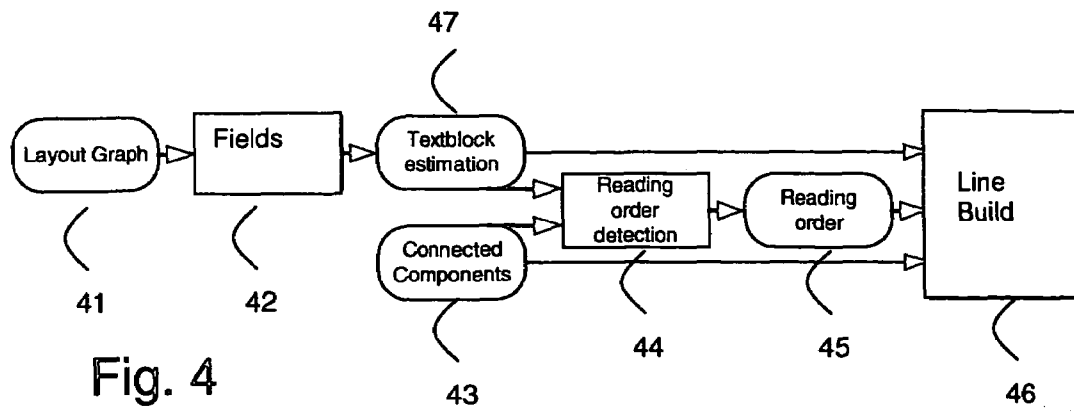 47
Layout Graph
Fields
Textblock
estimation
Reading
order
detection
Reading
order
Line
Build
Connected
Components
41
42
43
44
45
46
Fig. 4